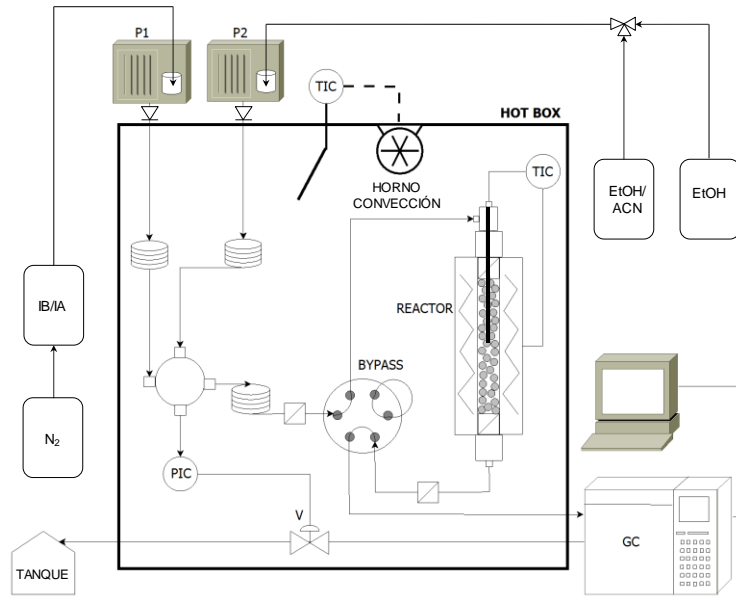 P1
P2
TIC
HOT BOX
HORNO
CONVECCIÓN
TIC
EtOH/
ACN
EtOH
IB/IA
REACTOR
BYPASS
N₂
PIC
V
GC
TANQUE